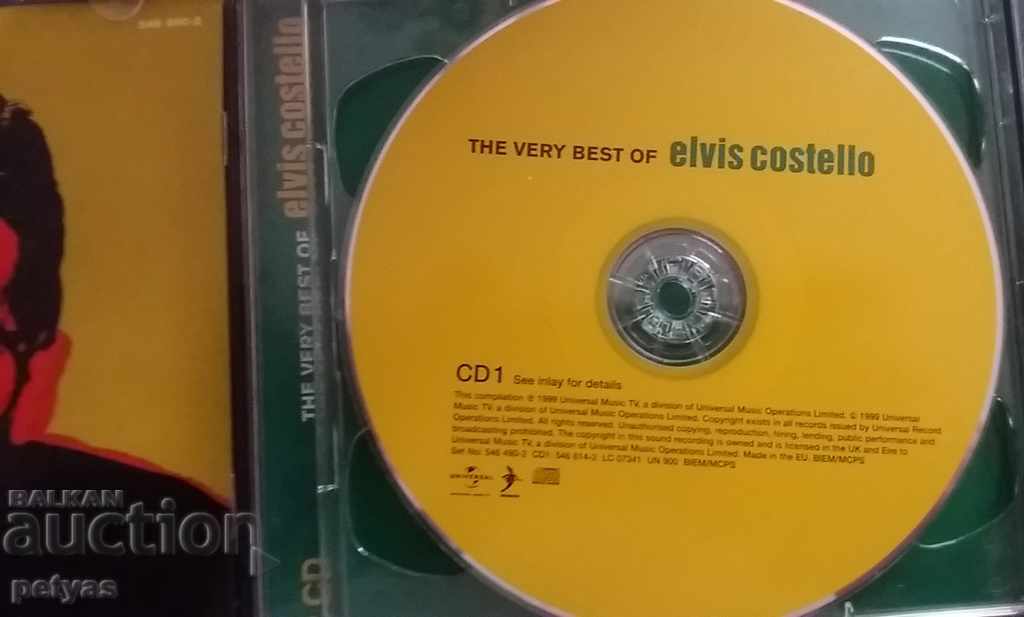 546 490-2
THE VERY BEST OF elvis costello
CD
THE VERY BEST OF elvis costello
CD1 See inlay for details
This compilation ℗ 1999 Universal Music TV, a division of Universal Music Operations Limited. © 1999 Universal
Music TV, a division of Universal Music Operations Limited. Copyright exists in all records issued by Universal Record
Operations Limited. All rights reserved. Unauthorised copying, reproduction, hiring, lending, public performance and
broadcasting prohibited. The copyright in this sound recording is owned and licensed in the UK and Eire to
Universal Music TV, a division of Universal Music Operations Limited. Made in the EU. BIEM/MCPS
Set No: 546 490-2 CD1: 546 614-2 LC 07341 UN 900 BIEM/MCPS
UNIVERSAL
BALKAN
auction
petyas